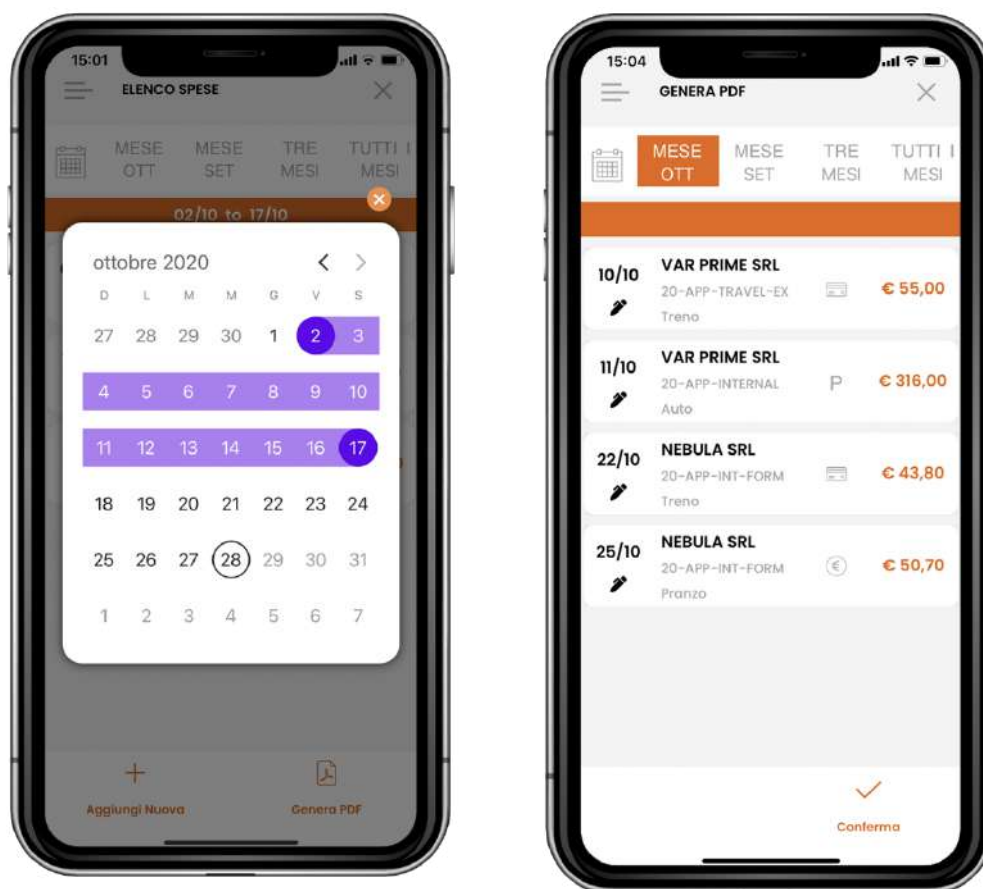 15:01
ELENCO SPESE
MESE OTT
MESE SET
TRE MESI
TUTTI I MESI
02/10 to 17/10
ottobre 2020
D L M M G V S
27 28 29 30 1 2 3
4 5 6 7 8 9 10
11 12 13 14 15 16 17
18 19 20 21 22 23 24
25 26 27 28 29 30 31
1 2 3 4 5 6 7
Aggiungi Nuova
Genera PDF
15:04
GENERA PDF
MESE OTT
MESE SET
TRE MESI
TUTTI I MESI
10/10
VAR PRIME SRL
20-APP-TRAVEL-EX
Treno
€ 55,00
11/10
VAR PRIME SRL
20-APP-INTERNAL
Auto
P
€ 316,00
22/10
NEBULA SRL
20-APP-INT-FORM
Treno
€ 43,80
25/10
NEBULA SRL
20-APP-INT-FORM
Pranzo
€
€ 50,70
Conferma